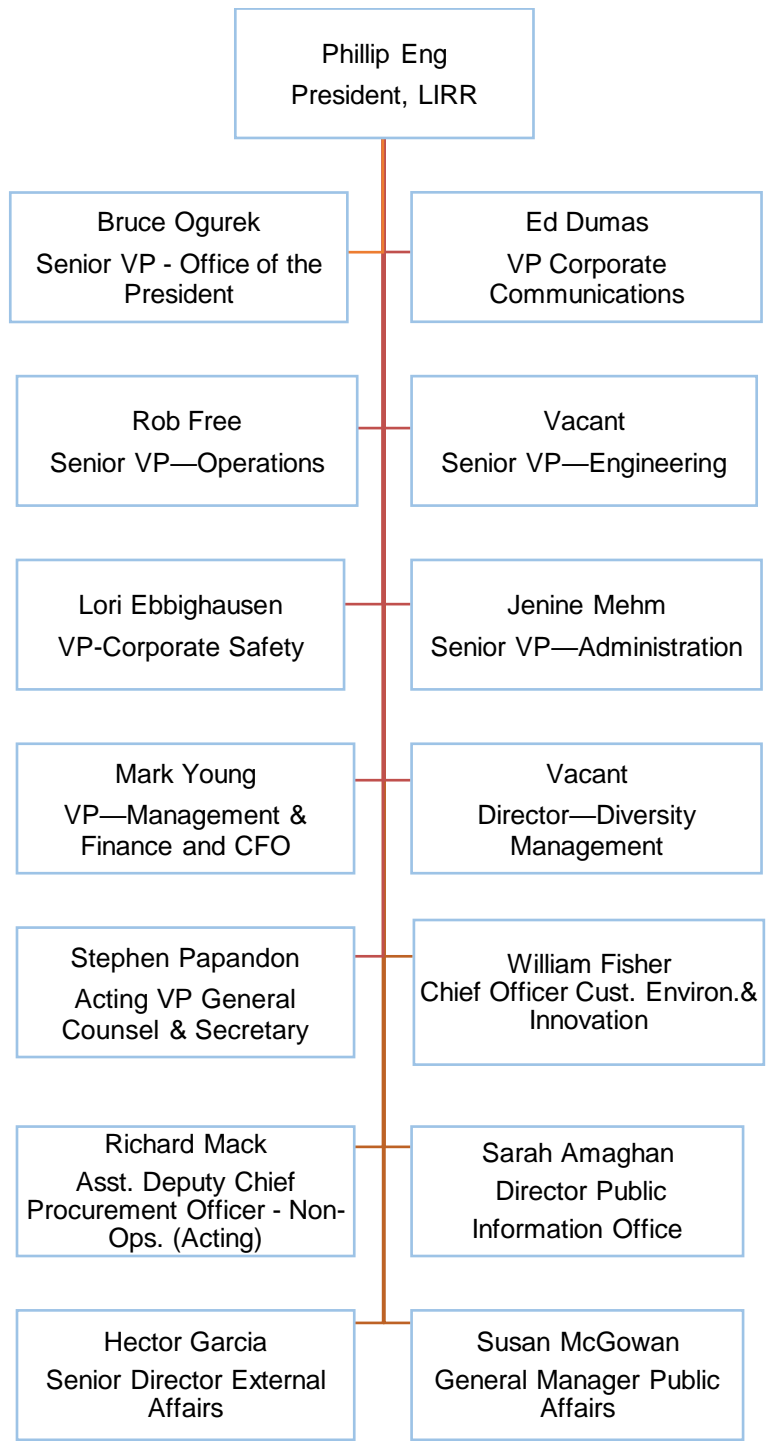 Phillip Eng
President, LIRR
Bruce Ogurek
Senior VP - Office of the
President
Ed Dumas
VP Corporate
Communications
Rob Free
Senior VP—Operations
Vacant
Senior VP—Engineering
Lori Ebbighausen
VP-Corporate Safety
Jenine Mehm
Senior VP—Administration
Mark Young
VP—Management &
Finance and CFO
Vacant
Director—Diversity
Management
Stephen Papandon
Acting VP General
Counsel & Secretary
William Fisher
Chief Officer Cust. Environ.&
Innovation
Richard Mack
Asst. Deputy Chief
Procurement Officer - Non-
Ops. (Acting)
Sarah Amaghan
Director Public
Information Office
Hector Garcia
Senior Director External
Affairs
Susan McGowan
General Manager Public
Affairs